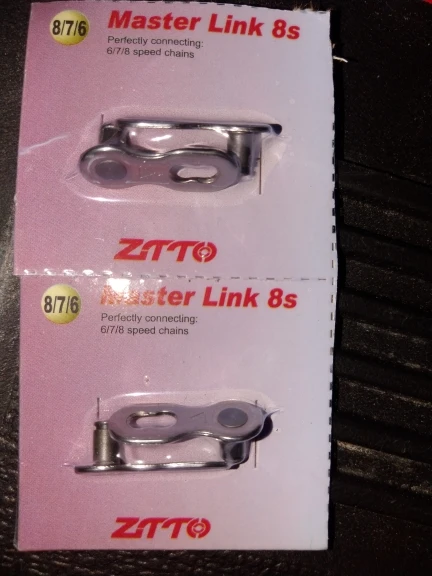 8/7/6
Master Link 8s
Perfectly connecting:
6/7/8 speed chains
ZTTO
8/7/6
Master Link 8s
Perfectly connecting:
6/7/8 speed chains
ZTTO